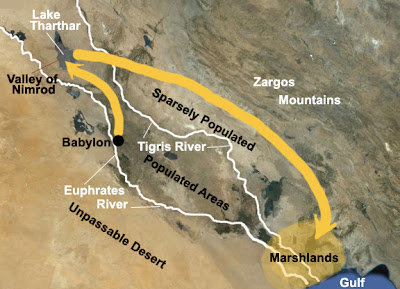 Lake
Tharthar
Valley of
Nimrod
Zargos
Mountains
Sparsely Populated
Babylon
Tigris River
Euphrates
River
Populated Areas
Unpassable Desert
Marshlands
Gulf